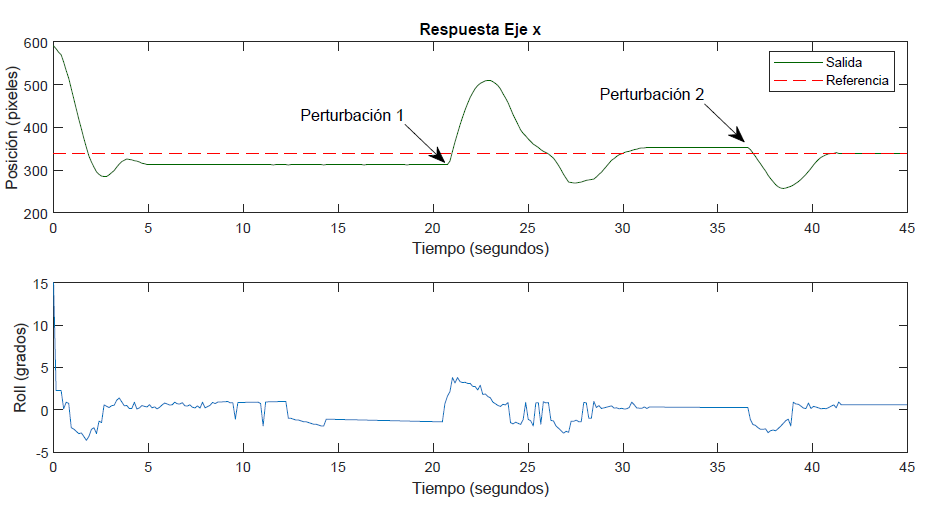 Respuesta Eje x
600
500
400
300
200
Posición (pixeles)
Salida
Referencia
Perturbación 1
Perturbación 2
0 5 10 15 20 25 30 35 40 45
Tiempo (segundos)
15
10
5
0
-5
Roll (grados)
0 5 10 15 20 25 30 35 40 45
Tiempo (segundos)